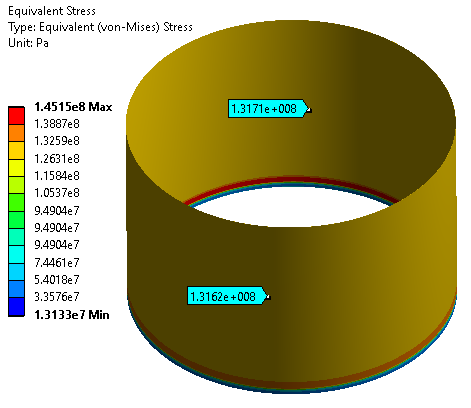 Equivalent Stress
Type: Equivalent (von-Mises) Stress
Unit: Pa
1.4515e8 Max
1.3887e8
1.3259e8
1.2631e8
1.1584e8
1.0537e8
9.4904e7
9.4904e7
9.4904e7
7.4461e7
5.4018e7
3.3576e7
1.3133e7 Min
1.3171e+008
1.3162e+008